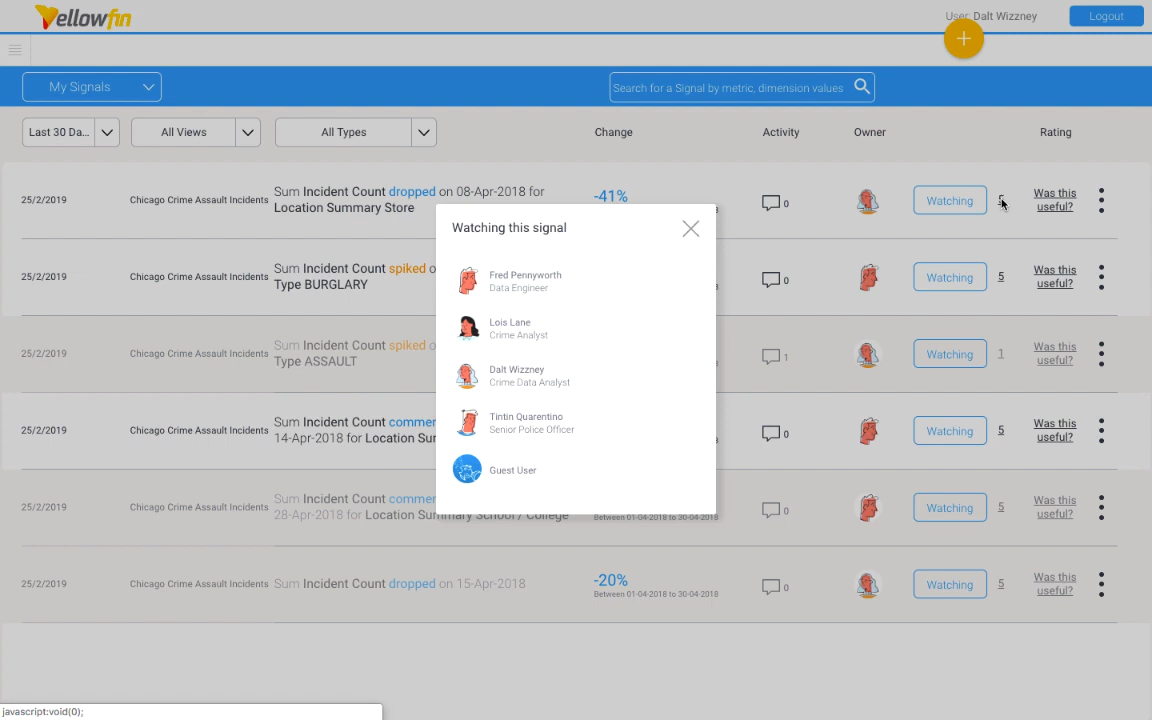 Yellowfin
User: Dalt Wizzney
Logout
+
My Signals
Search for a Signal by metric, dimension values
Last 30 Da...
All Views
All Types
Change
Activity
Owner
Rating
25/2/2019
Chicago Crime Assault Incidents
Sum Incident Count dropped on 08-Apr-2018 for
Location Summary Store
-41%
0
Watching
Was this
useful?
Watching this signal
Fred Pennyworth
Data Engineer
Lois Lane
Crime Analyst
Dalt Wizzney
Crime Data Analyst
Tintin Quarentino
Senior Police Officer
Guest User
25/2/2019
Chicago Crime Assault Incidents
Sum Incident Count spiked
Type BURGLARY
0
Watching
5
Was this
useful?
25/2/2019
Chicago Crime Assault Incidents
Sum Incident Count spiked
Type ASSAULT
1
Watching
1
Was this
useful?
25/2/2019
Chicago Crime Assault Incidents
Sum Incident Count
14-Apr-2018 for Location
0
Watching
5
Was this
useful?
25/2/2019
Chicago Crime Assault Incidents
Sum Incident Count
28-Apr-2018 for Location Summary School / College
Between 01-04-2018 to 30-04-2018
0
Watching
5
Was this
useful?
25/2/2019
Chicago Crime Assault Incidents
Sum Incident Count dropped on 15-Apr-2018
-20%
Between 01-04-2018 to 30-04-2018
0
Watching
5
Was this
useful?
javascript:void(0);